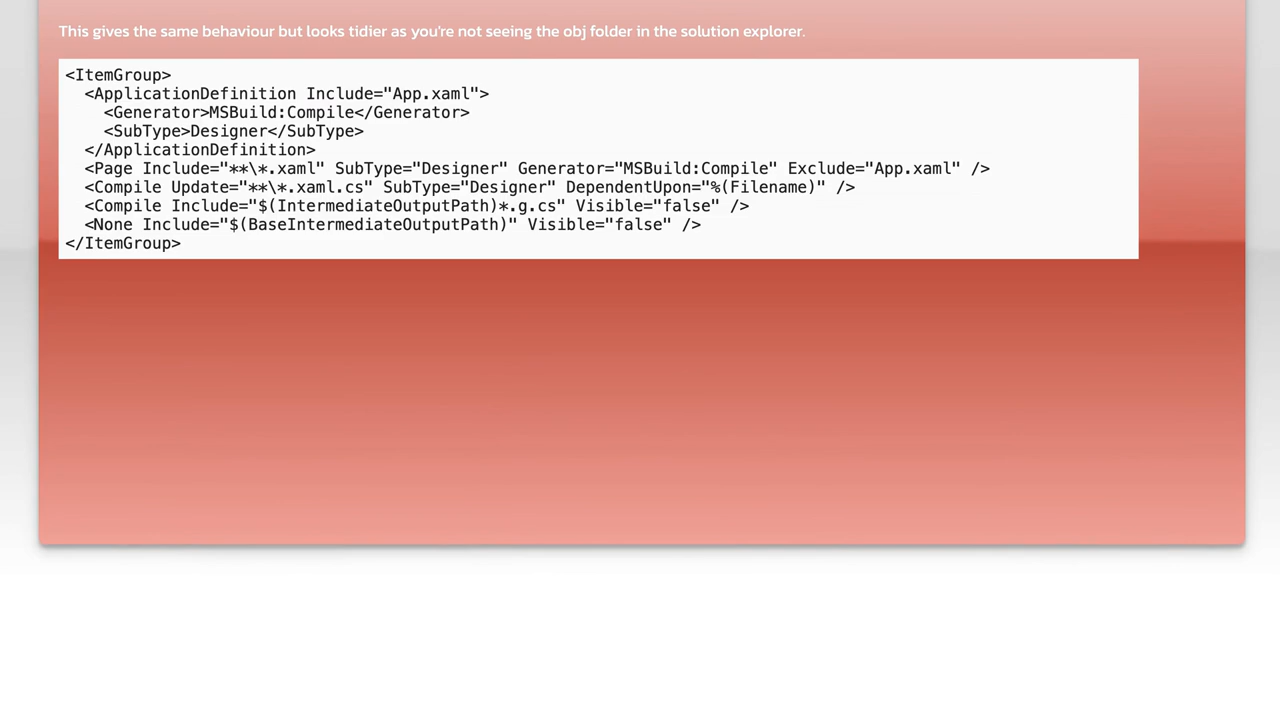 This gives the same behaviour but looks tidier as you're not seeing the obj folder in the solution explorer.
<ItemGroup>
  <ApplicationDefinition Include="App.xaml">
    <Generator>MSBuild:Compile</Generator>
    <SubType>Designer</SubType>
  </ApplicationDefinition>
  <Page Include="**\*.xaml" SubType="Designer" Generator="MSBuild:Compile" Exclude="App.xaml" />
  <Compile Update="**\*.xaml.cs" SubType="Designer" DependentUpon="%(Filename)" />
  <Compile Include="$(IntermediateOutputPath)*.g.cs" Visible="false" />
  <None Include="$(BaseIntermediateOutputPath)" Visible="false" />
</ItemGroup>